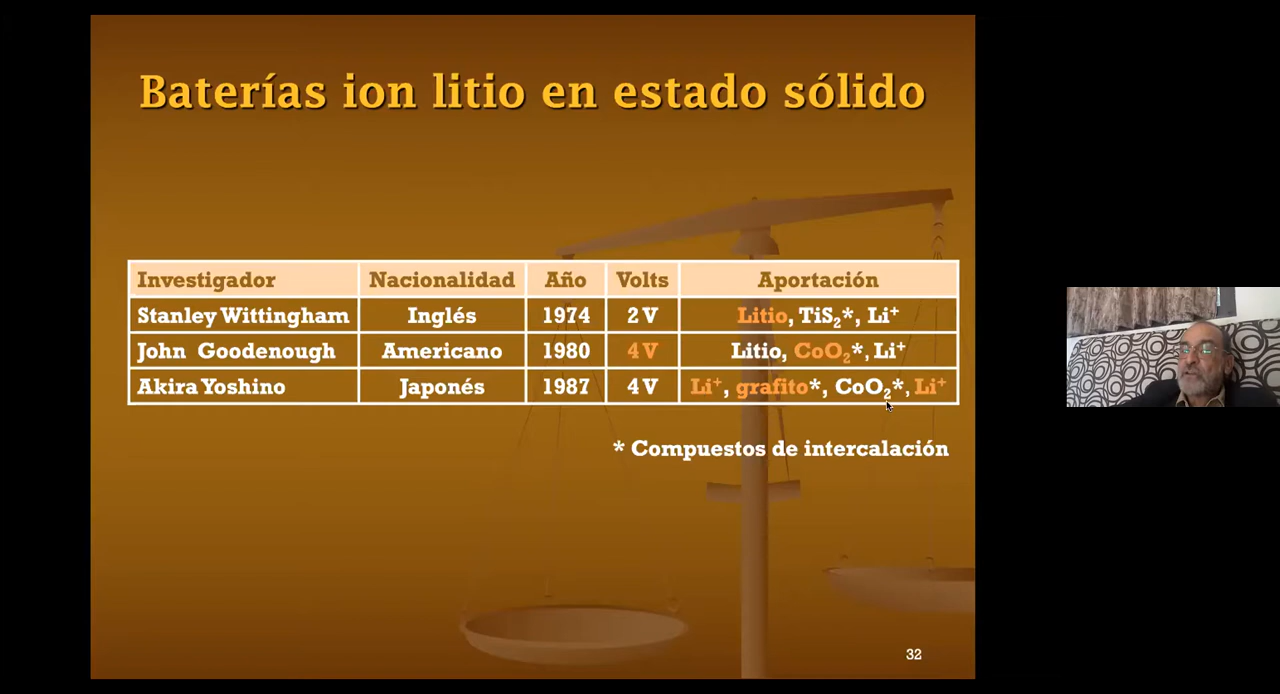 Baterías ion litio en estado sólido
Investigador Nacionalidad Año Volts Aportación
Stanley Wittingham Inglés 1974 2 V Litio, TiS₂*, Li⁺
John Goodenough Americano 1980 4 V Litio, CoO₂*, Li⁺
Akira Yoshino Japonés 1987 4 V Li⁺, grafito*, CoO₂*, Li⁺
* Compuestos de intercalación
32